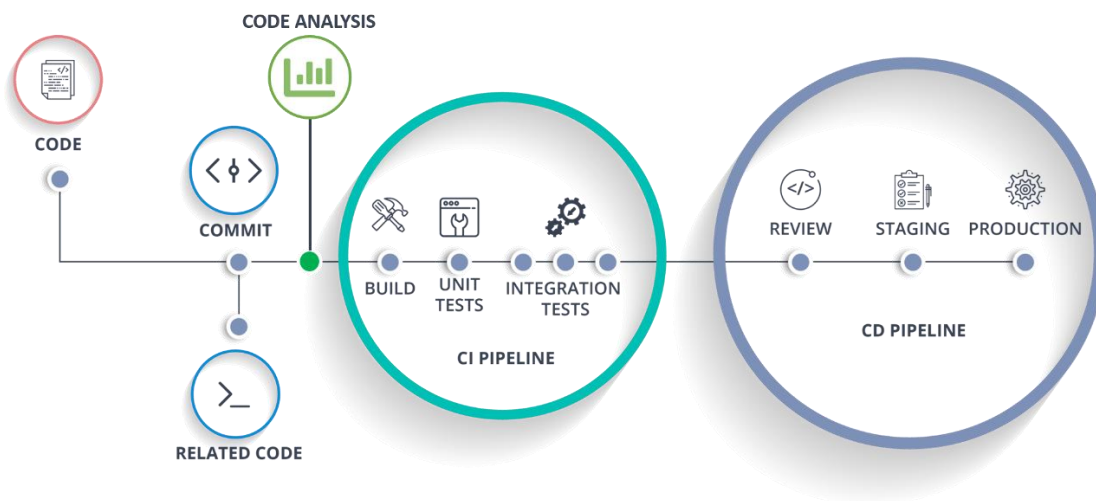 CODE ANALYSIS
CODE
COMMIT
RELATED CODE
BUILD
UNIT
TESTS
INTEGRATION
TESTS
CI PIPELINE
REVIEW
STAGING
PRODUCTION
CD PIPELINE